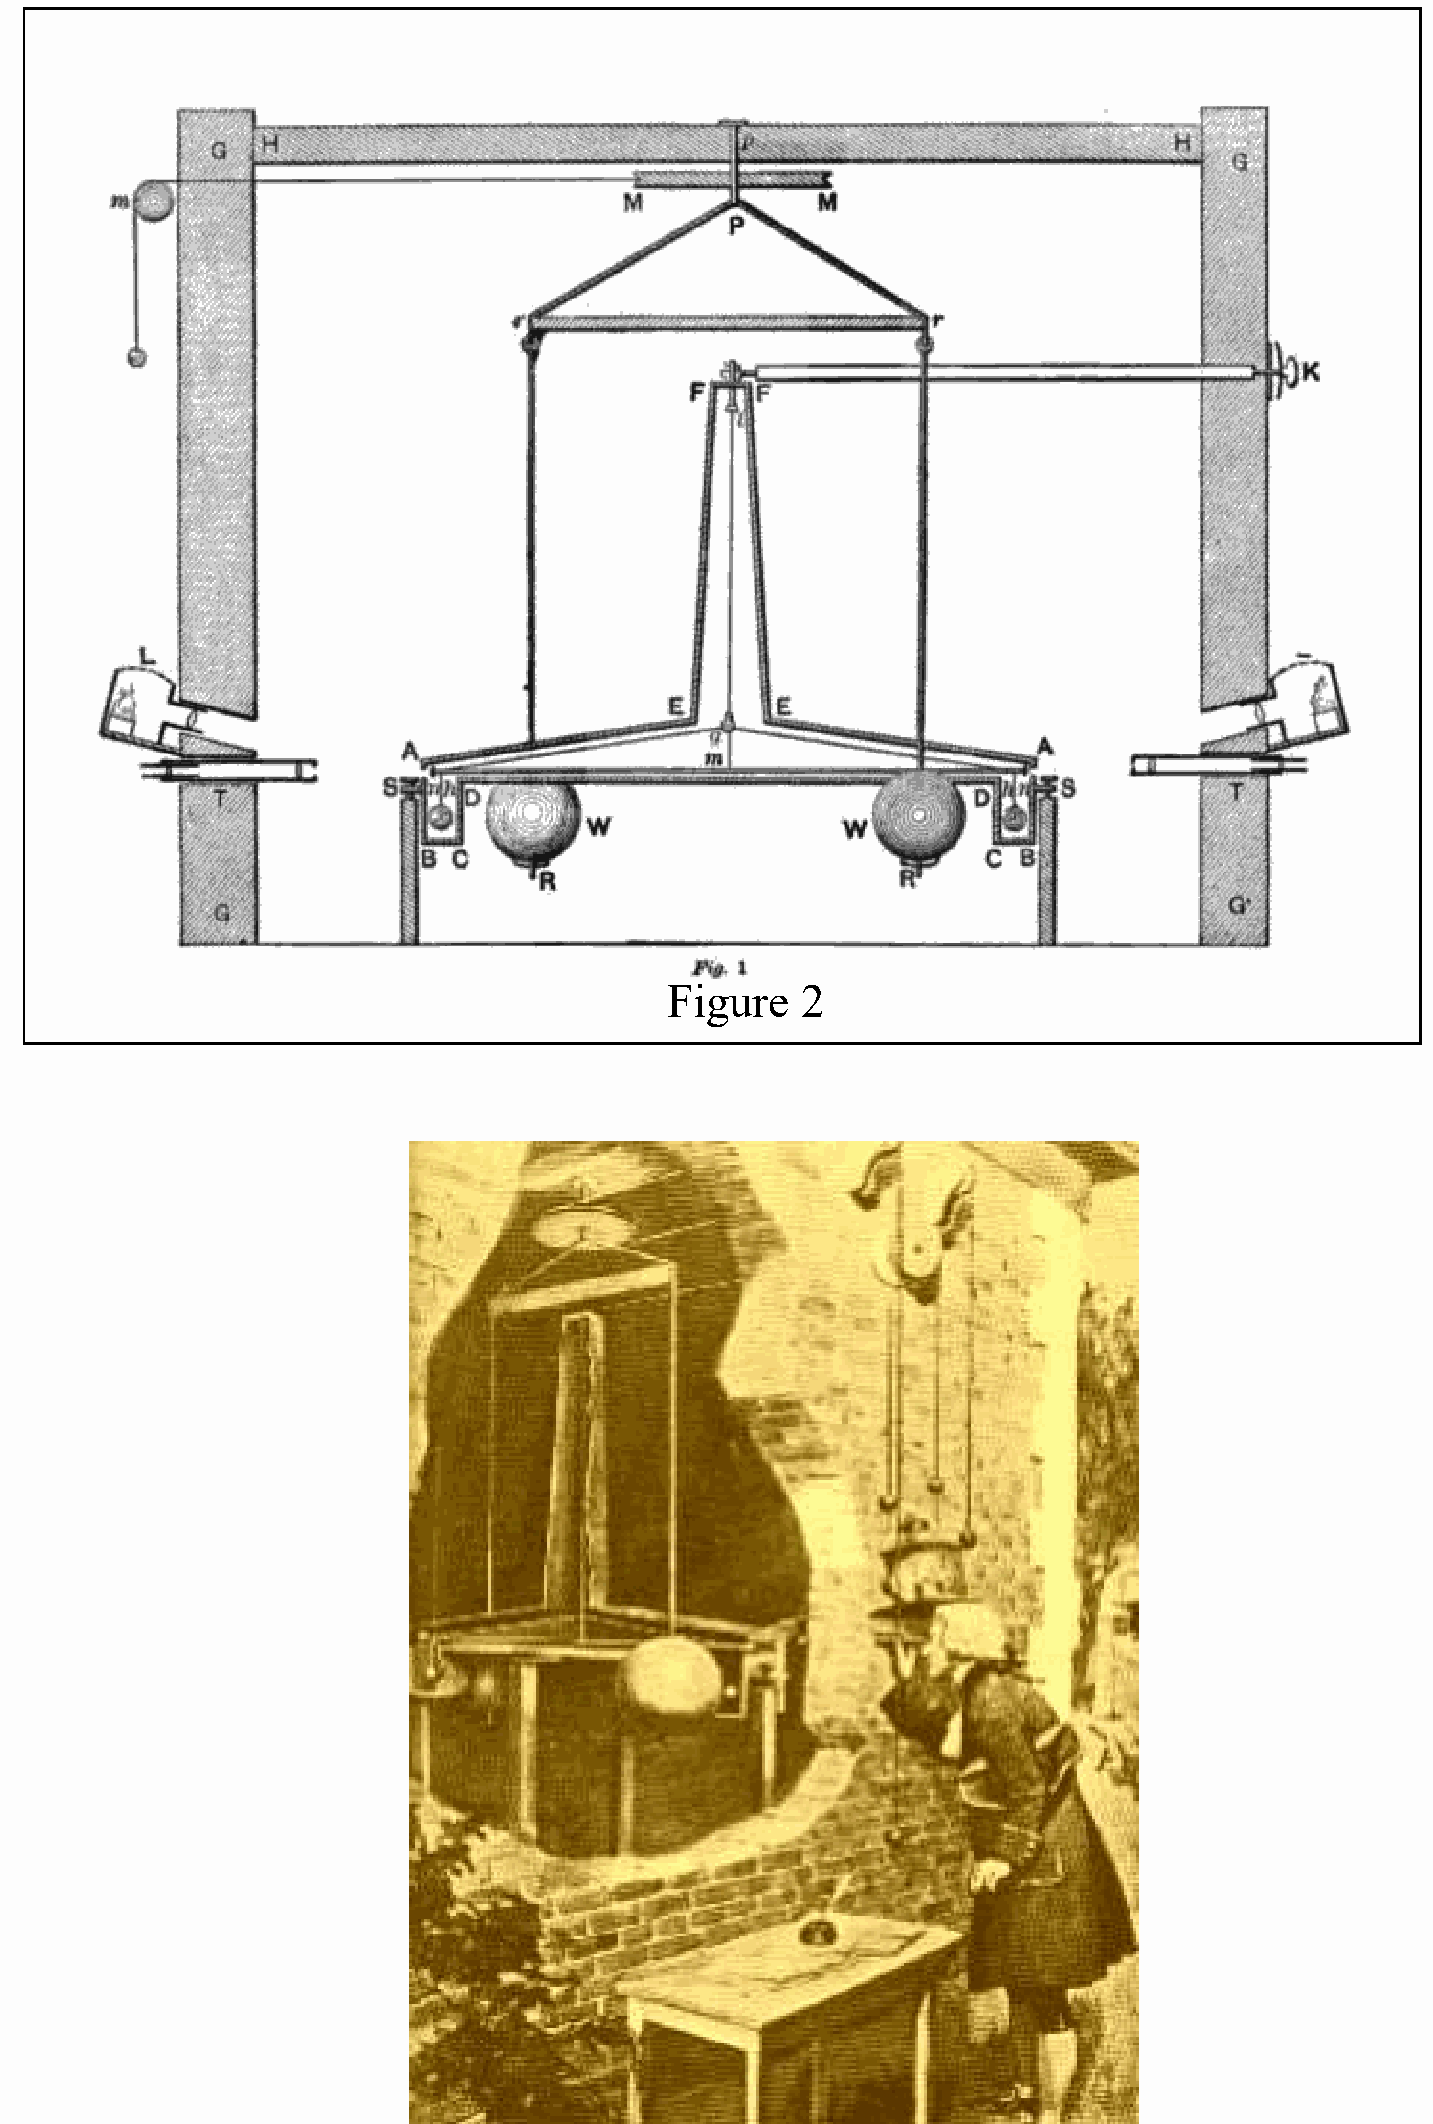 G H p H G
m M M
P
r r
F F K
L
E E
g
A m A
S n h D D h n S
T W W T
B C C B
R R
G G
Fig. 1
Figure 2